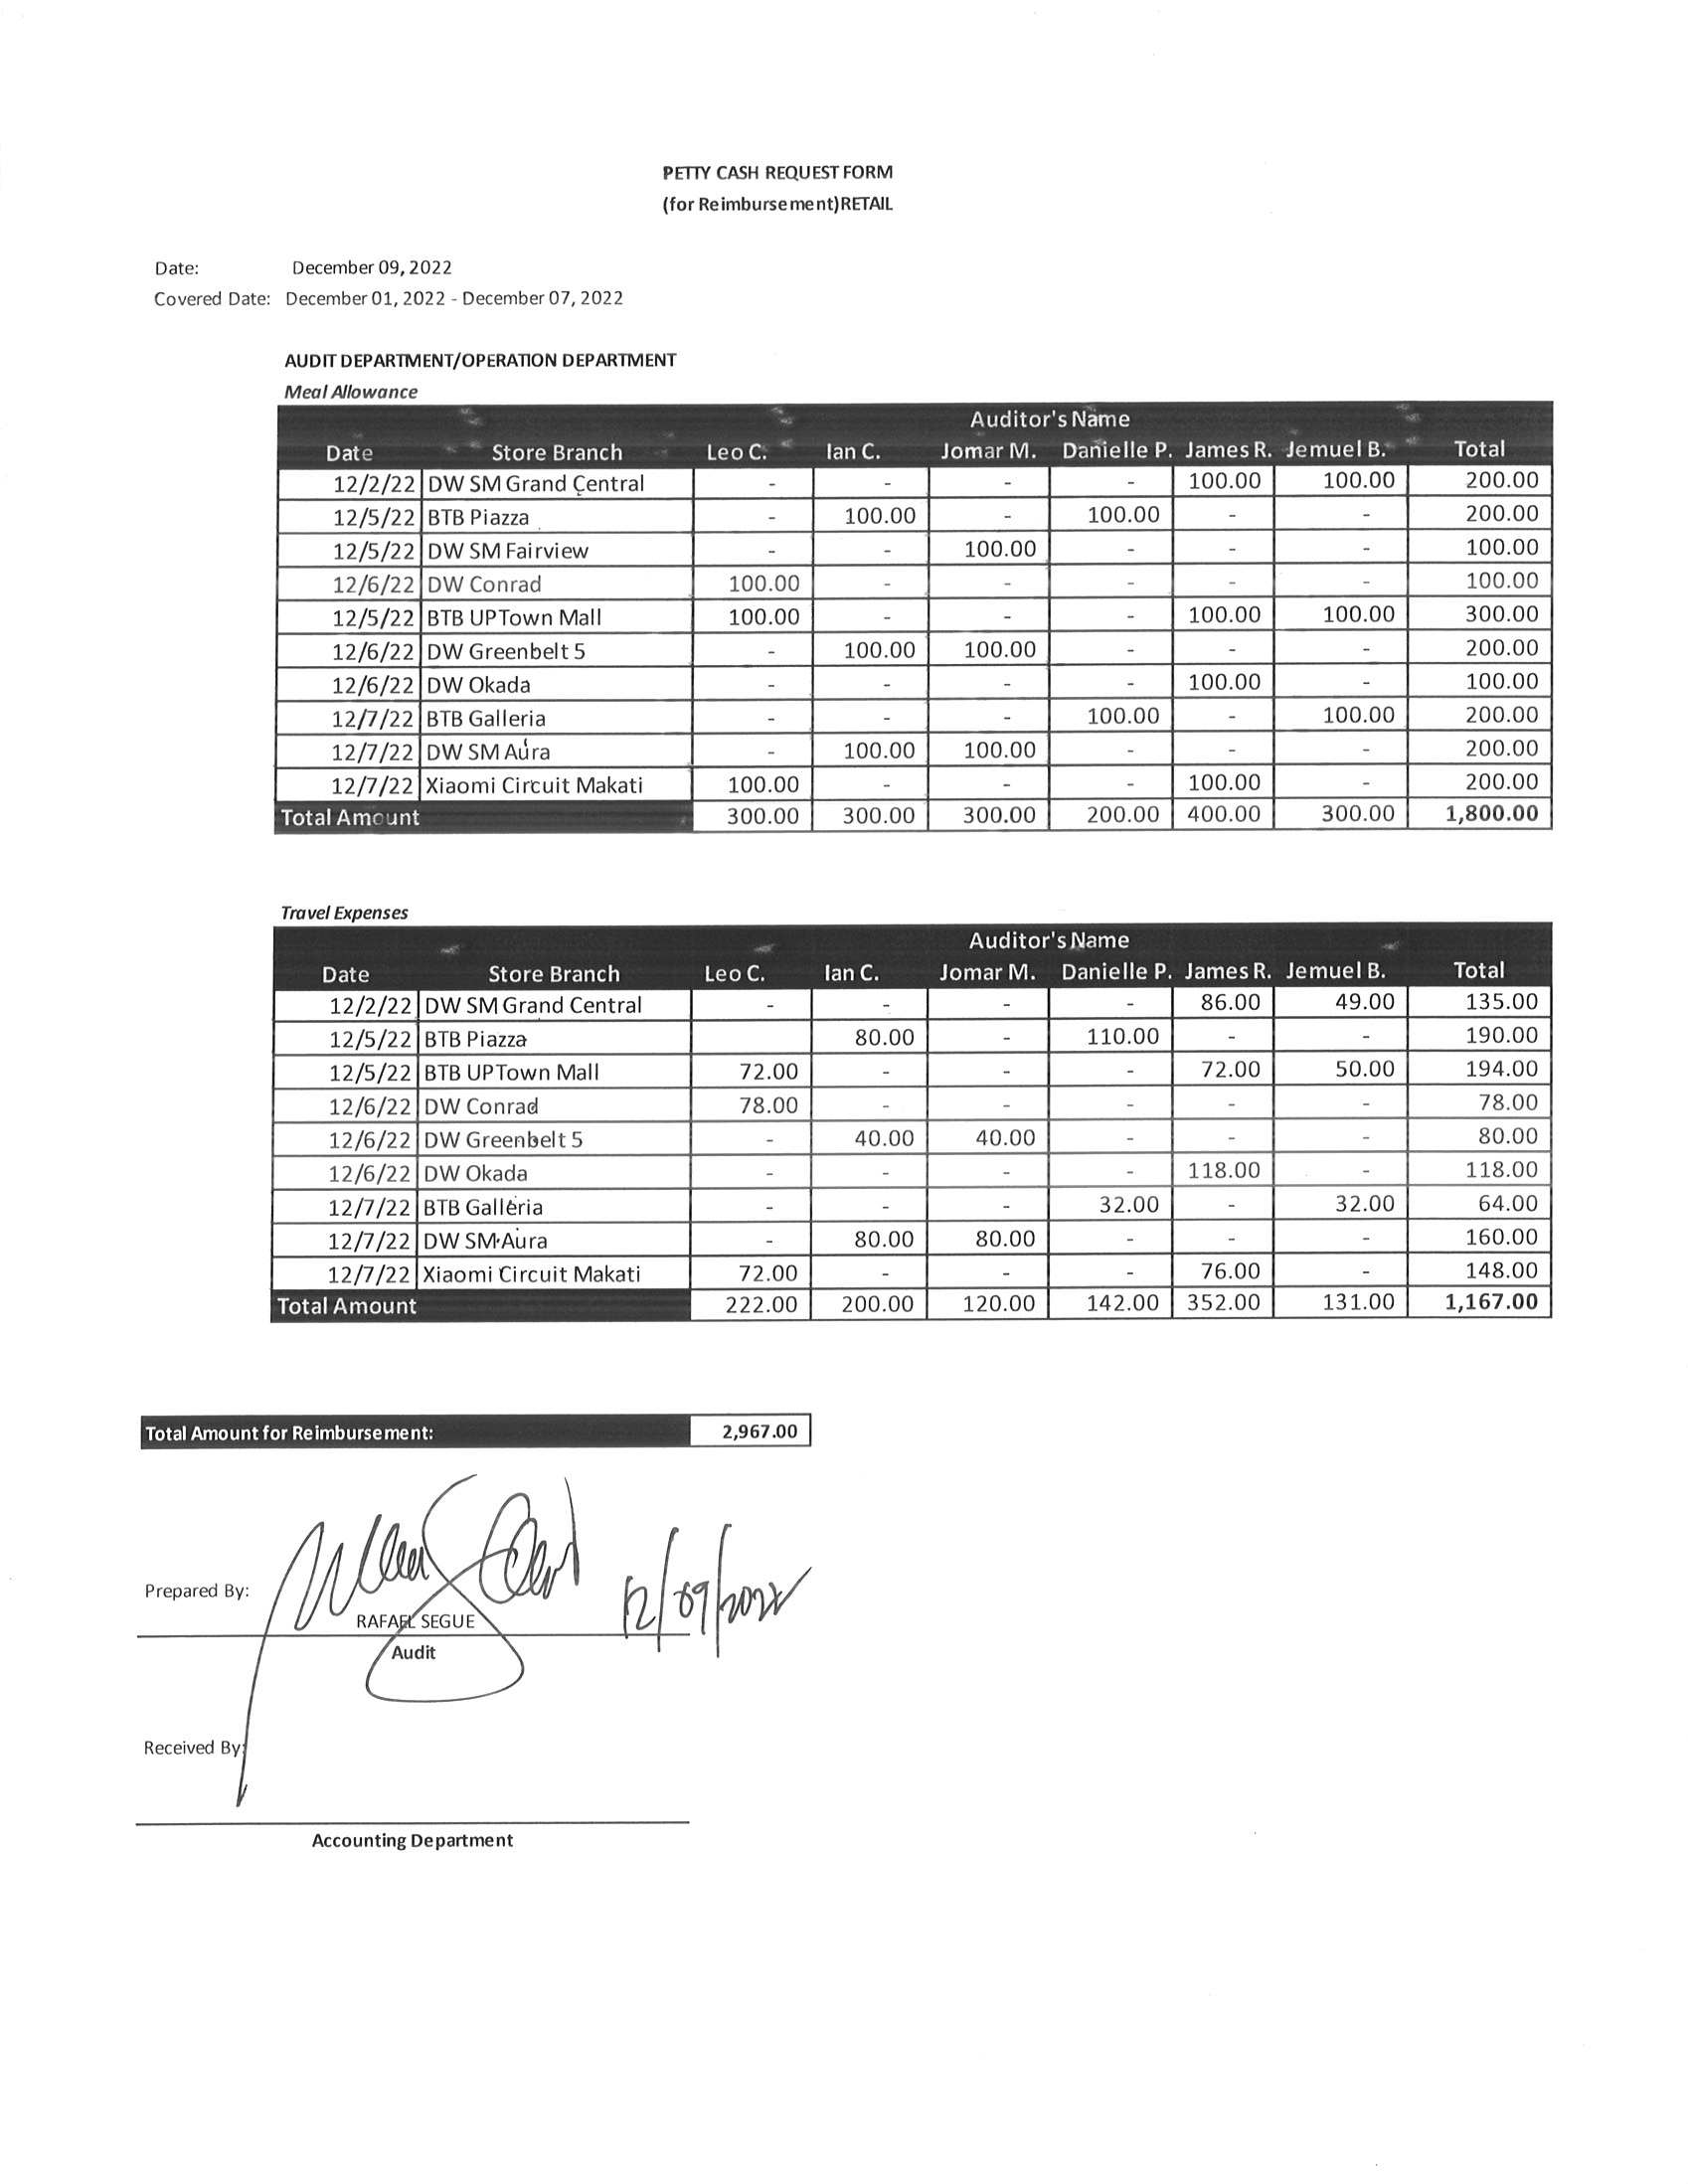 PETTY CASH REQUEST FORM
(for Reimbursement)RETAIL
Date: December 09, 2022
Covered Date: December 01, 2022 - December 07, 2022
AUDIT DEPARTMENT/OPERATION DEPARTMENT
Meal Allowance
Auditor's Name
Date Store Branch Leo C. Ian C. Jomar M. Danielle P. James R. Jemuel B. Total
12/2/22 DW SM Grand Central - - - - 100.00 100.00 200.00
12/5/22 BTB Piazza - 100.00 - 100.00 - - 200.00
12/5/22 DW SM Fairview - - 100.00 - - - 100.00
12/6/22 DW Conrad 100.00 - - - - - 100.00
12/5/22 BTB UPTown Mall 100.00 - - - 100.00 100.00 300.00
12/6/22 DW Greenbelt 5 - 100.00 100.00 - - - 200.00
12/6/22 DW Okada - - - - 100.00 - 100.00
12/7/22 BTB Galleria - - - 100.00 - 100.00 200.00
12/7/22 DW SM Aura - 100.00 100.00 - - - 200.00
12/7/22 Xiaomi Circuit Makati 100.00 - - - 100.00 - 200.00
Total Amount 300.00 300.00 300.00 200.00 400.00 300.00 1,800.00
Travel Expenses
Auditor's Name
Date Store Branch Leo C. Ian C. Jomar M. Danielle P. James R. Jemuel B. Total
12/2/22 DW SM Grand Central - - - - 86.00 49.00 135.00
12/5/22 BTB Piazza 80.00 - 110.00 - - 190.00
12/5/22 BTB UPTown Mall 72.00 - - - 72.00 50.00 194.00
12/6/22 DW Conrad 78.00 - - - - - 78.00
12/6/22 DW Greenbelt 5 - 40.00 40.00 - - - 80.00
12/6/22 DW Okada - - - - 118.00 - 118.00
12/7/22 BTB Galleria - - - 32.00 - 32.00 64.00
12/7/22 DW SM Aura - 80.00 80.00 - - - 160.00
12/7/22 Xiaomi Circuit Makati 72.00 - - - 76.00 - 148.00
Total Amount 222.00 200.00 120.00 142.00 352.00 131.00 1,167.00
Total Amount for Reimbursement: 2,967.00
Prepared By: 12/09/2022
RAFAEL SEGUE
Audit
Received By:
Accounting Department